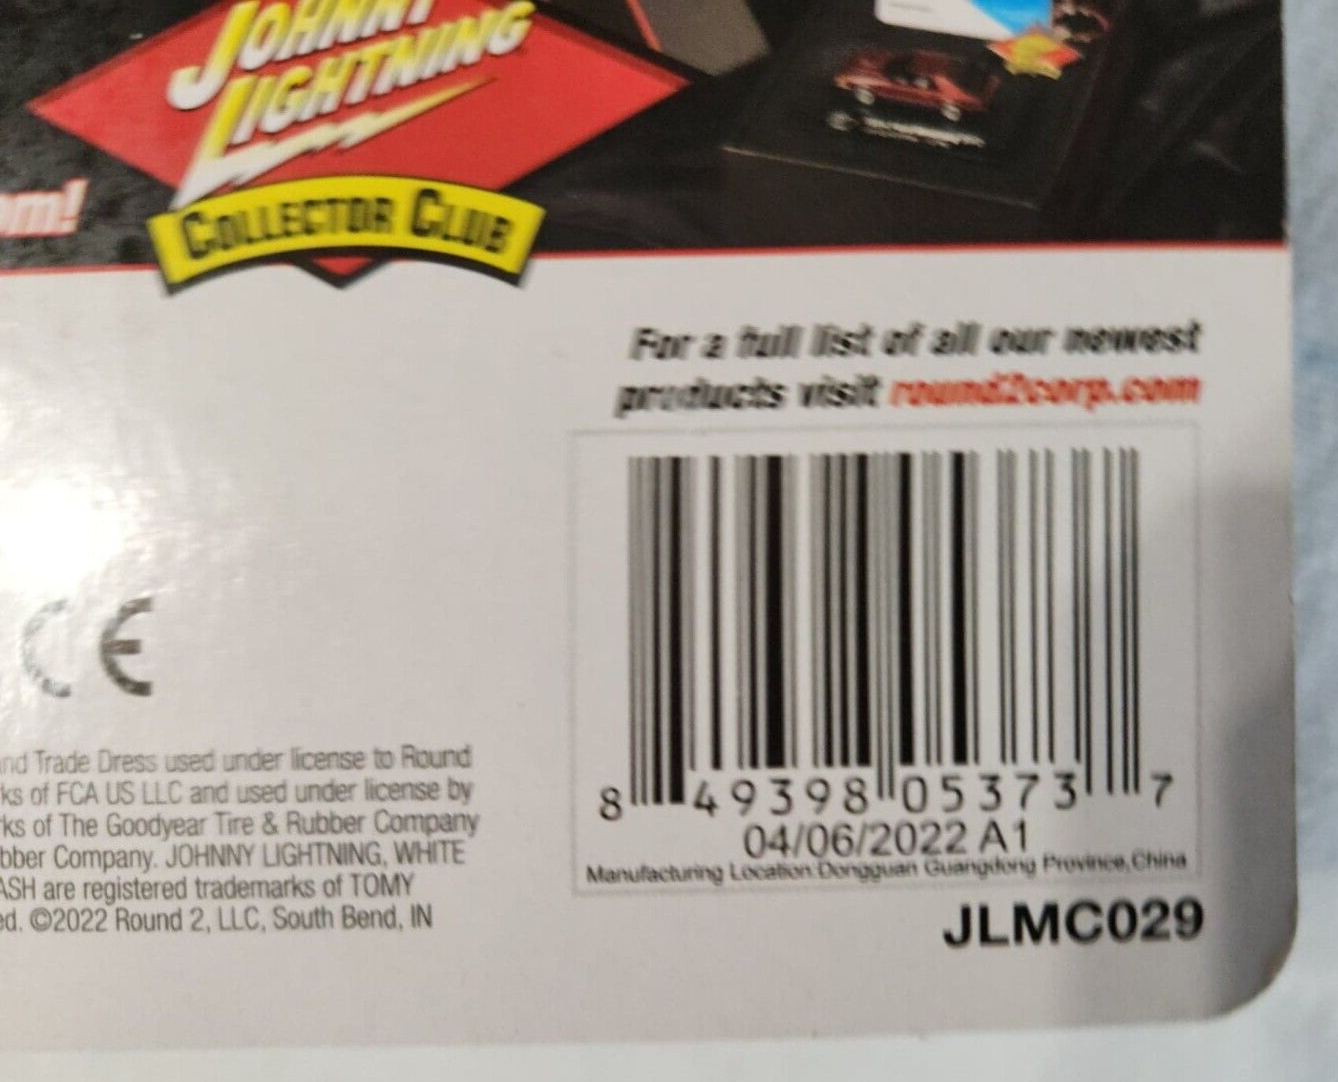 JOHNNY
LIGHTNING
om!
COLLECTOR CLUB
For a full list of all our newest
products visit round2corp.com
CE
nd Trade Dress used under license to Round
ks of FCA US LLC and used under license by
rks of The Goodyear Tire & Rubber Company
bber Company. JOHNNY LIGHTNING, WHITE
ASH are registered trademarks of TOMY
ed. ©2022 Round 2, LLC, South Bend, IN
8 49398 05373 7
04/06/2022 A1
Manufacturing Location:Dongguan Guangdong Province,China
JLMC029